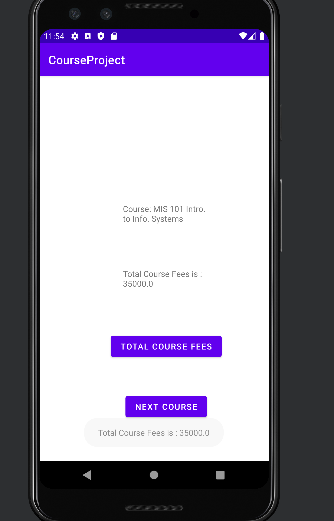 11:54
CourseProject
Course: MIS 101 Intro.
to Info. Systems
Total Course Fees is :
35000.0
TOTAL COURSE FEES
NEXT COURSE
Total Course Fees is : 35000.0